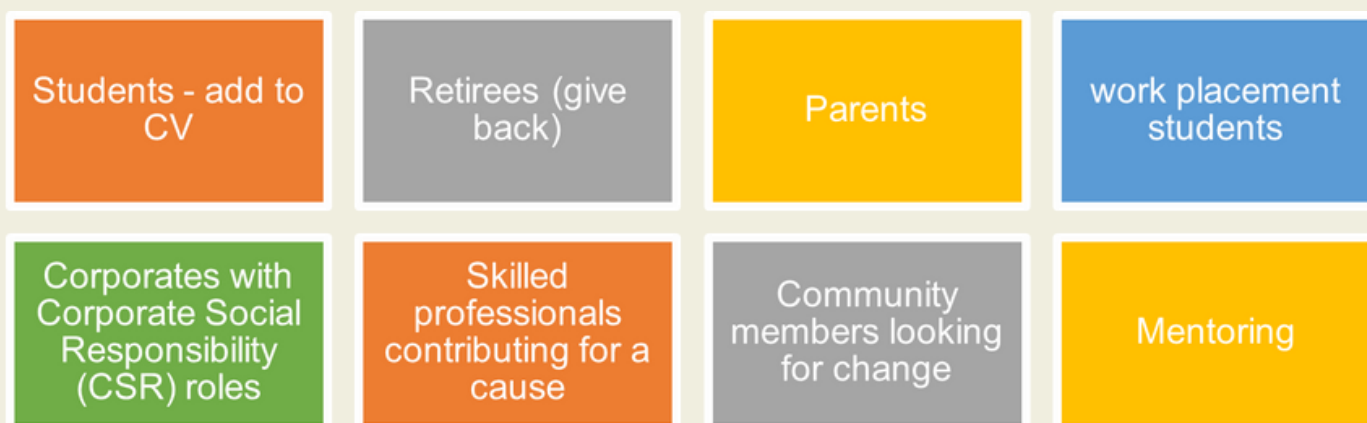 Students - add to
CV
Retirees (give
back)
Parents
work placement
students
Corporates with
Corporate Social
Responsibility
(CSR) roles
Skilled
professionals
contributing for a
cause
Community
members looking
for change
Mentoring